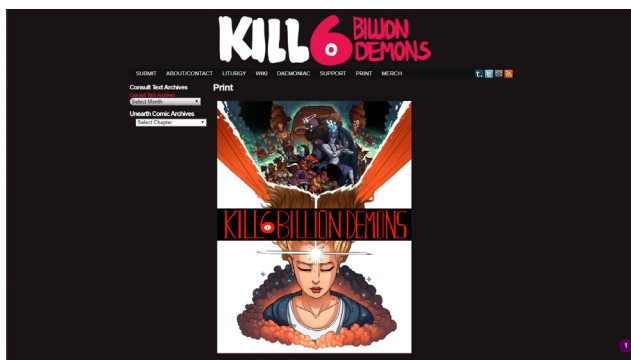 KILL 6 BILLION DEMONS
SUBMIT ABOUT/CONTACT LITURGY WIKI DAEMONIAC SUPPORT PRINT MERCH
Consult Text Archives
Consult Text Archives
Select Month
Unearth Comic Archives
Select Chapter
Print
KILL 6 BILLION DEMONS
1